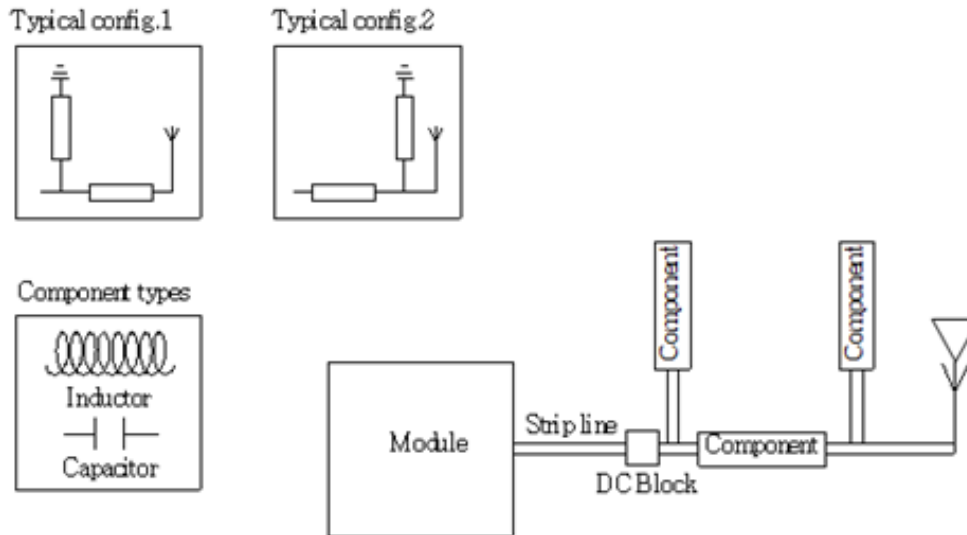 Typical config.1
Typical config.2
Component types
Inductor
Capacitor
Module
Strip line
DC Block
Component
Component
Component